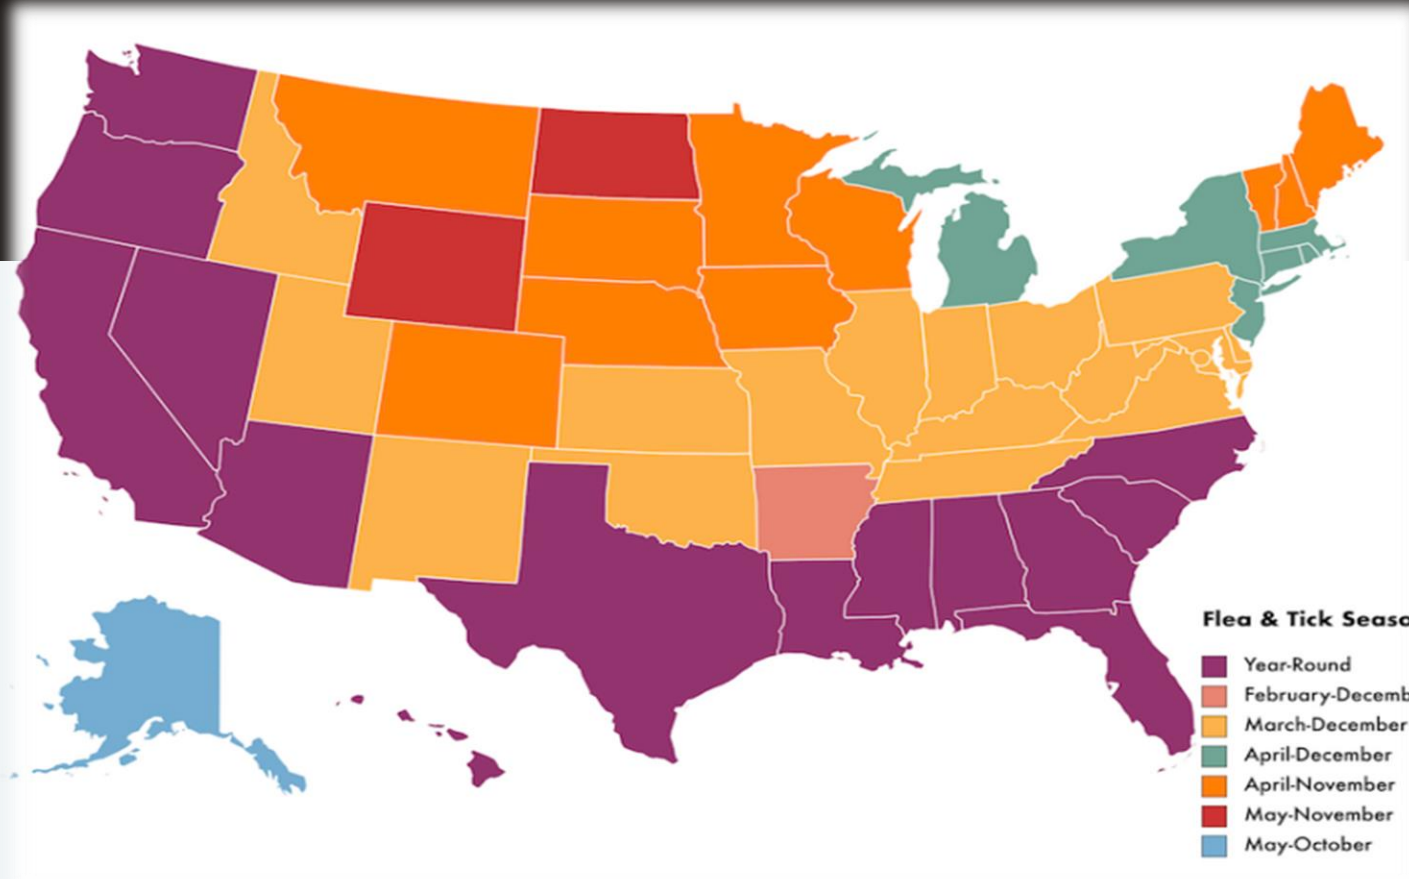 Flea & Tick Seaso
Year-Round
February-Decemb
March-December
April-December
April-November
May-November
May-October